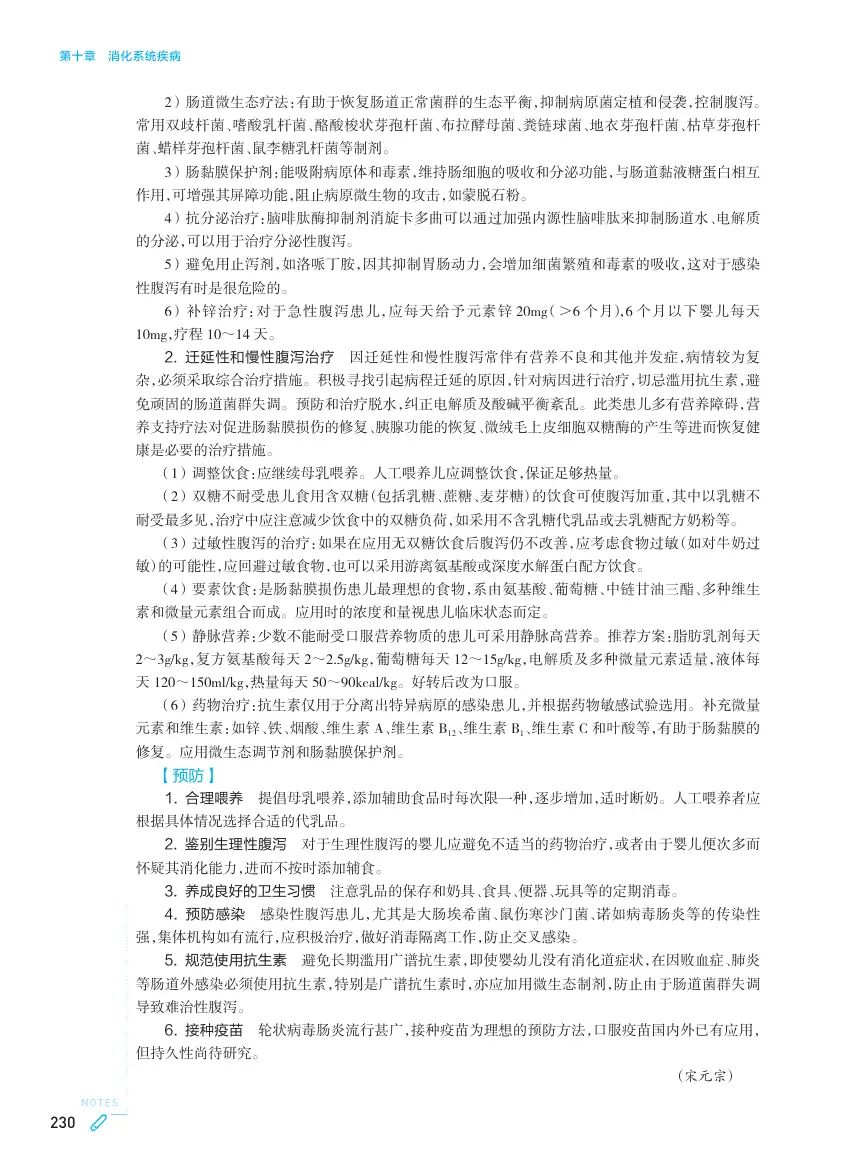 第十章 消化系统疾病
2）肠道微生态疗法：有助于恢复肠道正常菌群的生态平衡，抑制病原菌定植和侵袭，控制腹泻。
常用双歧杆菌、嗜酸乳杆菌、酪酸梭状芽孢杆菌、布拉酵母菌、粪链球菌、地衣芽孢杆菌、枯草芽孢杆
菌、蜡样芽孢杆菌、鼠李糖乳杆菌等制剂。
3）肠黏膜保护剂：能吸附病原体和毒素，维持肠细胞的吸收和分泌功能，与肠道黏液糖蛋白相互
作用，可增强其屏障功能，阻止病原微生物的攻击，如蒙脱石粉。
4）抗分泌治疗：脑啡肽酶抑制剂消旋卡多曲可以通过加强内源性脑啡肽来抑制肠道水、电解质
的分泌，可以用于治疗分泌性腹泻。
5）避免用止泻剂，如洛哌丁胺，因其抑制胃肠动力，会增加细菌繁殖和毒素的吸收，这对于感染
性腹泻有时是很危险的。
6）补锌治疗：对于急性腹泻患儿，应每天给予元素锌 20mg（＞6 个月），6 个月以下婴儿每天
10mg，疗程 10～14 天。
2. 迁延性和慢性腹泻治疗 因迁延性和慢性腹泻常伴有营养不良和其他并发症，病情较为复
杂，必须采取综合治疗措施。积极寻找引起病程迁延的原因，针对病因进行治疗，切忌滥用抗生素，避
免顽固的肠道菌群失调。预防和治疗脱水，纠正电解质及酸碱平衡紊乱。此类患儿多有营养障碍，营
养支持疗法对促进肠黏膜损伤的修复、胰腺功能的恢复、微绒毛上皮细胞双糖酶的产生等进而恢复健
康是必要的治疗措施。
（1）调整饮食：应继续母乳喂养。人工喂养儿应调整饮食，保证足够热量。
（2）双糖不耐受患儿食用含双糖（包括乳糖、蔗糖、麦芽糖）的饮食可使腹泻加重，其中以乳糖不
耐受最多见，治疗中应注意减少饮食中的双糖负荷，如采用不含乳糖代乳品或去乳糖配方奶粉等。
（3）过敏性腹泻的治疗：如果在应用无双糖饮食后腹泻仍不改善，应考虑食物过敏（如对牛奶过
敏）的可能性，应回避过敏食物，也可以采用游离氨基酸或深度水解蛋白配方饮食。
（4）要素饮食：是肠黏膜损伤患儿最理想的食物，系由氨基酸、葡萄糖、中链甘油三酯、多种维生
素和微量元素组合而成。应用时的浓度和量视患儿临床状态而定。
（5）静脉营养：少数不能耐受口服营养物质的患儿可采用静脉高营养。推荐方案：脂肪乳剂每天
2～3g/kg，复方氨基酸每天 2～2.5g/kg，葡萄糖每天 12～15g/kg，电解质及多种微量元素适量，液体每
天 120～150ml/kg，热量每天 50～90kcal/kg。好转后改为口服。
（6）药物治疗：抗生素仅用于分离出特异病原的感染患儿，并根据药物敏感试验选用。补充微量
元素和维生素：如锌、铁、烟酸、维生素 A、维生素 B₁₂、维生素 B₁、维生素 C 和叶酸等，有助于肠黏膜的
修复。应用微生态调节剂和肠黏膜保护剂。
【预防】
1. 合理喂养 提倡母乳喂养，添加辅助食品时每次限一种，逐步增加，适时断奶。人工喂养者应
根据具体情况选择合适的代乳品。
2. 鉴别生理性腹泻 对于生理性腹泻的婴儿应避免不适当的药物治疗，或者由于婴儿便次多而
怀疑其消化能力，进而不按时添加辅食。
3. 养成良好的卫生习惯 注意乳品的保存和奶具、食具、便器、玩具等的定期消毒。
4. 预防感染 感染性腹泻患儿，尤其是大肠埃希菌、鼠伤寒沙门菌、诺如病毒肠炎等的传染性
强，集体机构如有流行，应积极治疗，做好消毒隔离工作，防止交叉感染。
5. 规范使用抗生素 避免长期滥用广谱抗生素，即使婴幼儿没有消化道症状，在因败血症、肺炎
等肠道外感染必须使用抗生素，特别是广谱抗生素时，亦应加用微生态制剂，防止由于肠道菌群失调
导致难治性腹泻。
6. 接种疫苗 轮状病毒肠炎流行甚广，接种疫苗为理想的预防方法，口服疫苗国内外已有应用，
但持久性尚待研究。
（宋元宗）
NOTES
230